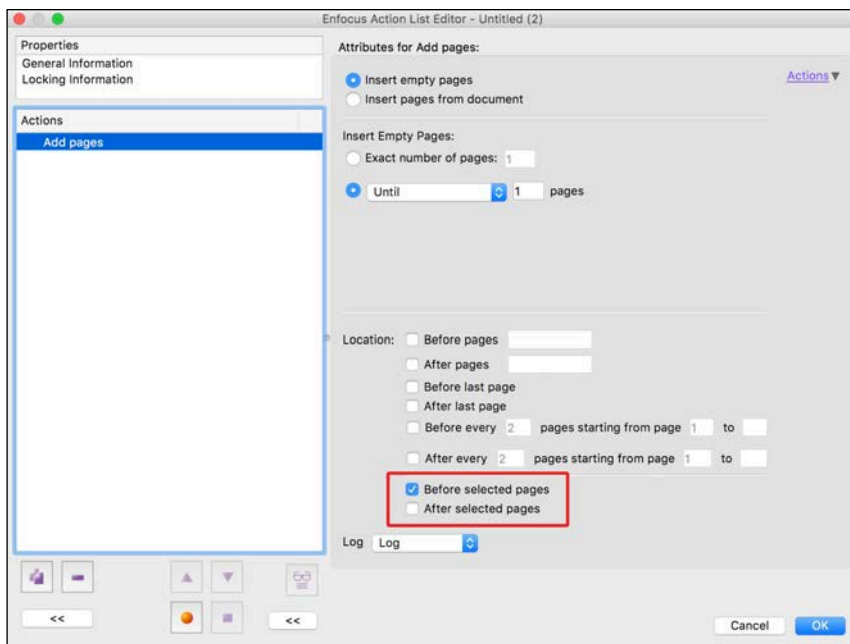 Enfocus Action List Editor - Untitled (2)
Properties
General Information
Locking Information
Actions
Add pages
<<
<<
Attributes for Add pages:
Insert empty pages
Actions▼
Insert pages from document
Insert Empty Pages:
Exact number of pages: 1
Until 1 pages
Location: Before pages
After pages
Before last page
After last page
Before every 2 pages starting from page 1 to
After every 2 pages starting from page 1 to
Before selected pages
After selected pages
Log Log
Cancel OK